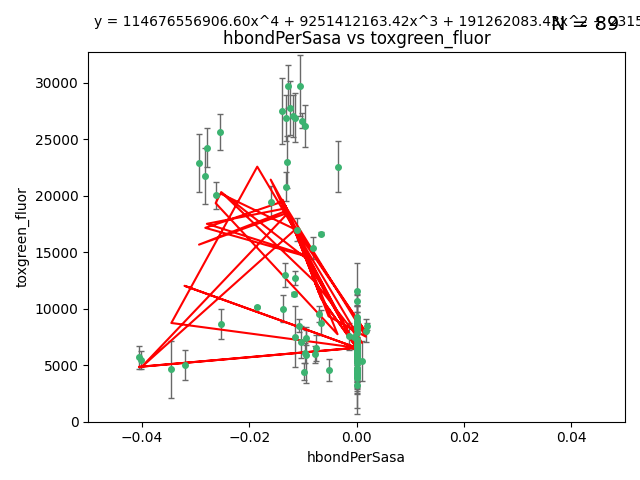 y = 114676556906.60x^4 + 9251412163.42x^3 + 191262083.43x^2 +
N = 89
hbondPerSasa vs toxgreen_fluor
30000
25000
20000
15000
10000
5000
0
toxgreen_fluor
−0.04 −0.02 0.00 0.02 0.04
hbondPerSasa